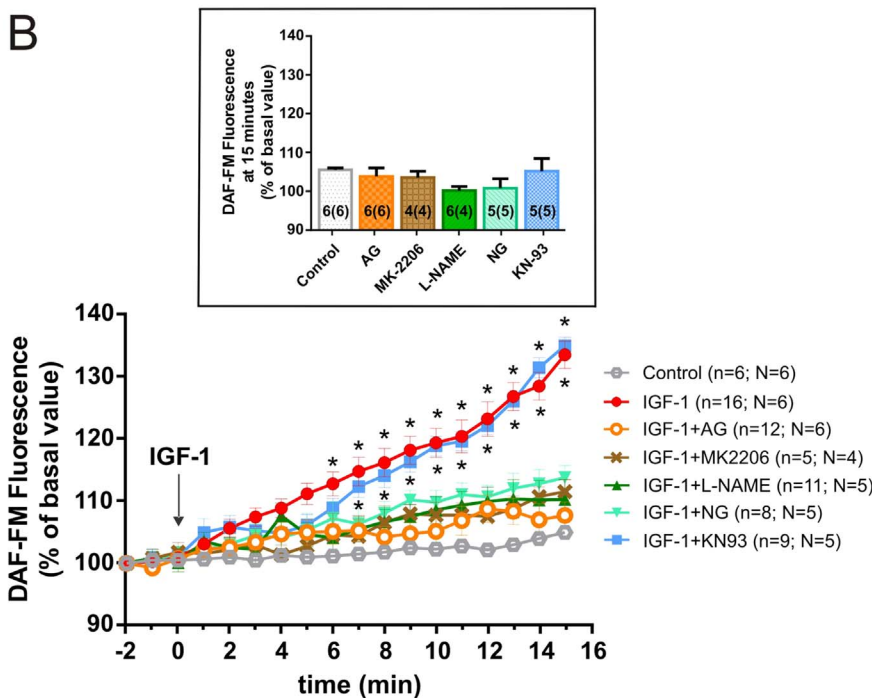 B
DAF-FM Fluorescence
at 15 minutes
(% of basal value)
140
130
120
110
100
90
6(6) 6(6) 4(4) 6(4) 5(5) 5(5)
Control AG MK-2206 L-NAME NG KN-93
DAF-FM Fluorescence
(% of basal value)
140
130
120
110
100
90
IGF-1
* * * * * * * * * *
* * * * * * * * *
-2 0 2 4 6 8 10 12 14 16
time (min)
Control (n=6; N=6)
IGF-1 (n=16; N=6)
IGF-1+AG (n=12; N=6)
IGF-1+MK2206 (n=5; N=4)
IGF-1+L-NAME (n=11; N=5)
IGF-1+NG (n=8; N=5)
IGF-1+KN93 (n=9; N=5)